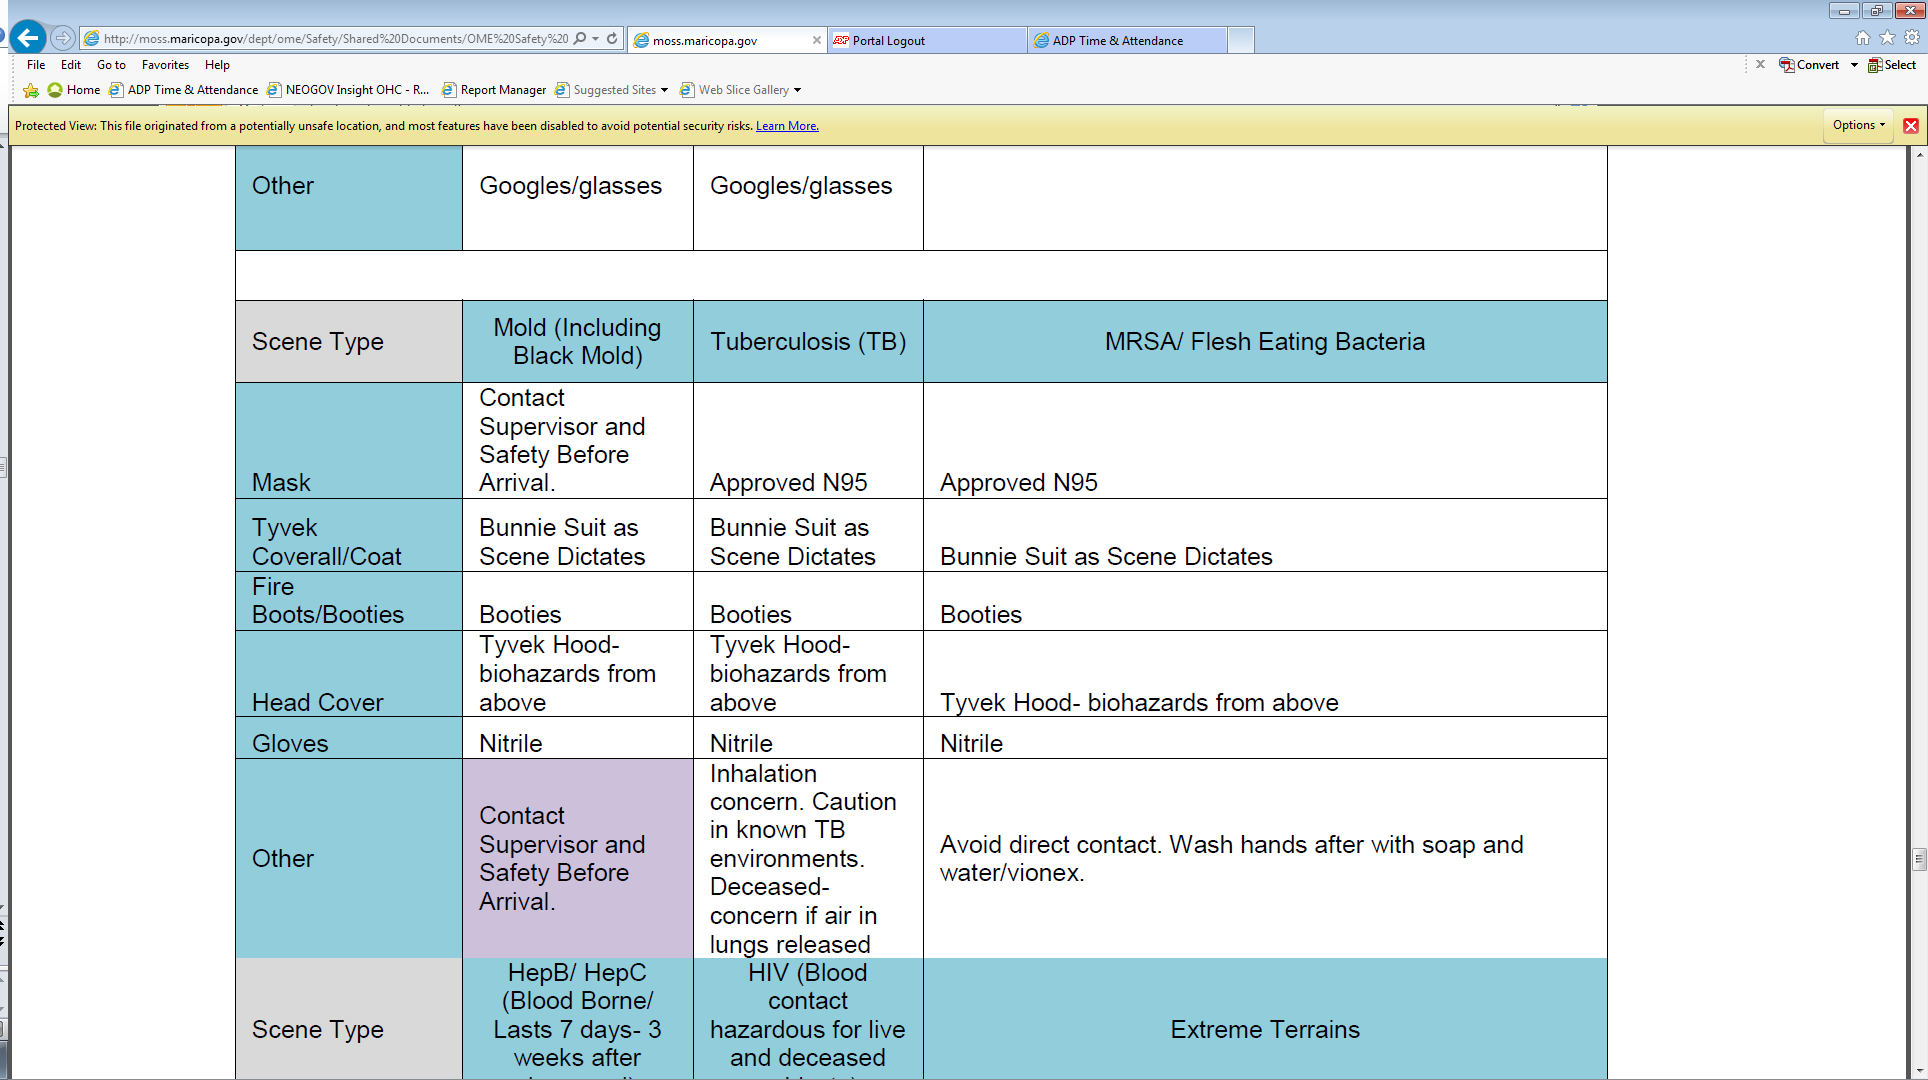 http://moss.maricopa.gov/dept/ome/Safety/Shared%20Documents/OME%20Safety%20
moss.maricopa.gov
Portal Logout
ADP Time & Attendance
File Edit Go to Favorites Help
Convert
Select
Home
ADP Time & Attendance
NEOGOV Insight OHC - R...
Report Manager
Suggested Sites
Web Slice Gallery
Protected View: This file originated from a potentially unsafe location, and most features have been disabled to avoid potential security risks. Learn More.
Options
Other
Googles/glasses
Googles/glasses
Scene Type
Mold (Including
Black Mold)
Tuberculosis (TB)
MRSA/ Flesh Eating Bacteria
Mask
Contact
Supervisor and
Safety Before
Arrival.
Approved N95
Approved N95
Tyvek
Coverall/Coat
Bunnie Suit as
Scene Dictates
Bunnie Suit as
Scene Dictates
Bunnie Suit as Scene Dictates
Fire
Boots/Booties
Booties
Booties
Booties
Head Cover
Tyvek Hood-
biohazards from
above
Tyvek Hood-
biohazards from
above
Tyvek Hood- biohazards from above
Gloves
Nitrile
Nitrile
Nitrile
Other
Contact
Supervisor and
Safety Before
Arrival.
Inhalation
concern. Caution
in known TB
environments.
Deceased-
concern if air in
lungs released
Avoid direct contact. Wash hands after with soap and
water/vionex.
Scene Type
HepB/ HepC
(Blood Borne/
Lasts 7 days- 3
weeks after
HIV (Blood
contact
hazardous for live
and deceased
Extreme Terrains